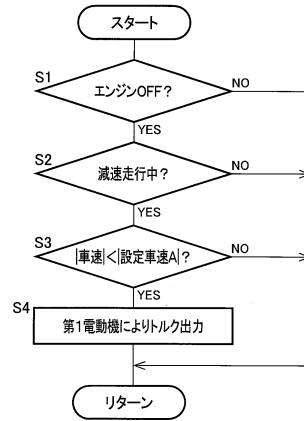 スタート
S1
エンジンOFF?
NO
YES
S2
減速走行中?
NO
YES
S3
|車速|<|設定車速A|?
NO
YES
S4
第1電動機によりトルク出力
リターン